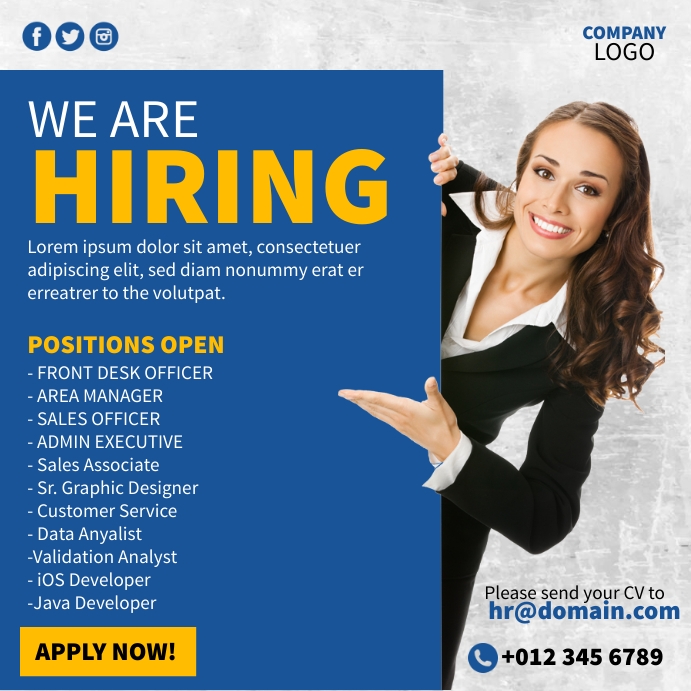 COMPANY
LOGO
WE ARE
HIRING
Lorem ipsum dolor sit amet, consectetuer
adipiscing elit, sed diam nonummy erat er
erreatrer to the volutpat.
POSITIONS OPEN
- FRONT DESK OFFICER
- AREA MANAGER
- SALES OFFICER
- ADMIN EXECUTIVE
- Sales Associate
- Sr. Graphic Designer
- Customer Service
- Data Anyalist
-Validation Analyst
- iOS Developer
-Java Developer
APPLY NOW!
Please send your CV to
hr@domain.com
+012 345 6789